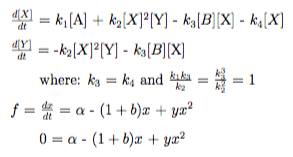 d[X]/dt = k₁[A] + k₂[X]²[Y] - k₃[B][X] - k₄[X]
d[Y]/dt = -k₂[X]²[Y] - k₃[B][X]
where: k₃ = k₄ and k₁k₃/k₂ = k₃³/k₂² = 1
f = dx/dt = α - (1 + b)x + yx²
0 = α - (1 + b)x + yx²